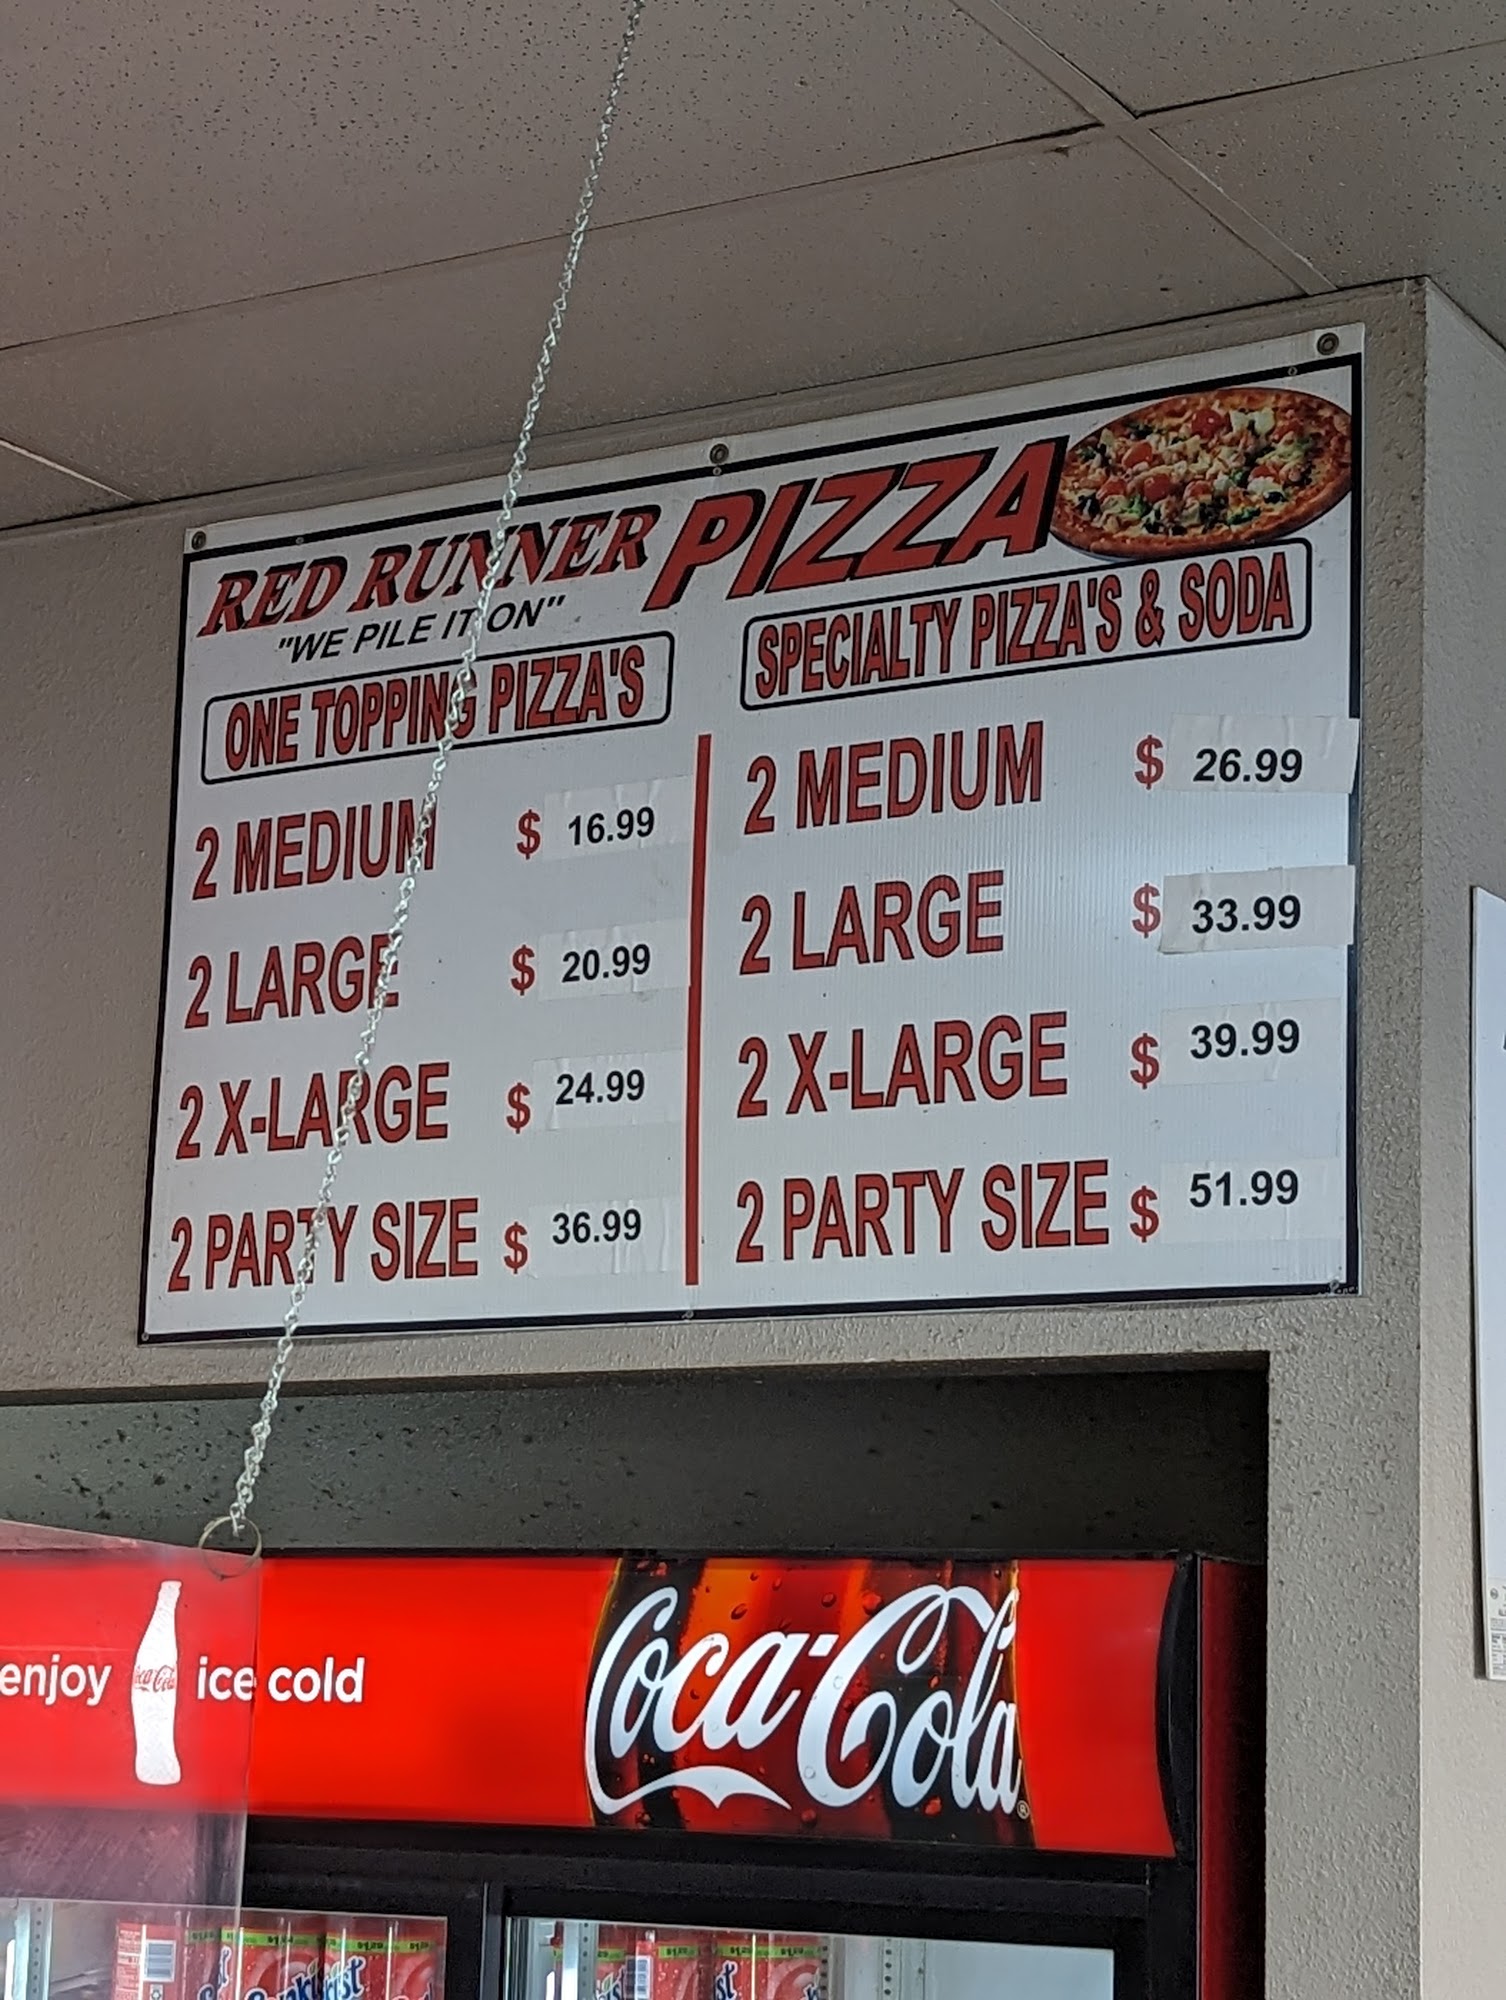 RED RUNNER PIZZA
"WE PILE IT ON"
ONE TOPPING PIZZA'S
2 MEDIUM $ 16.99
2 LARGE $ 20.99
2 X-LARGE $ 24.99
2 PARTY SIZE $ 36.99
SPECIALTY PIZZA'S & SODA
2 MEDIUM $ 26.99
2 LARGE $ 33.99
2 X-LARGE $ 39.99
2 PARTY SIZE $ 51.99
enjoy Coca-Cola ice cold
Coca-Cola®